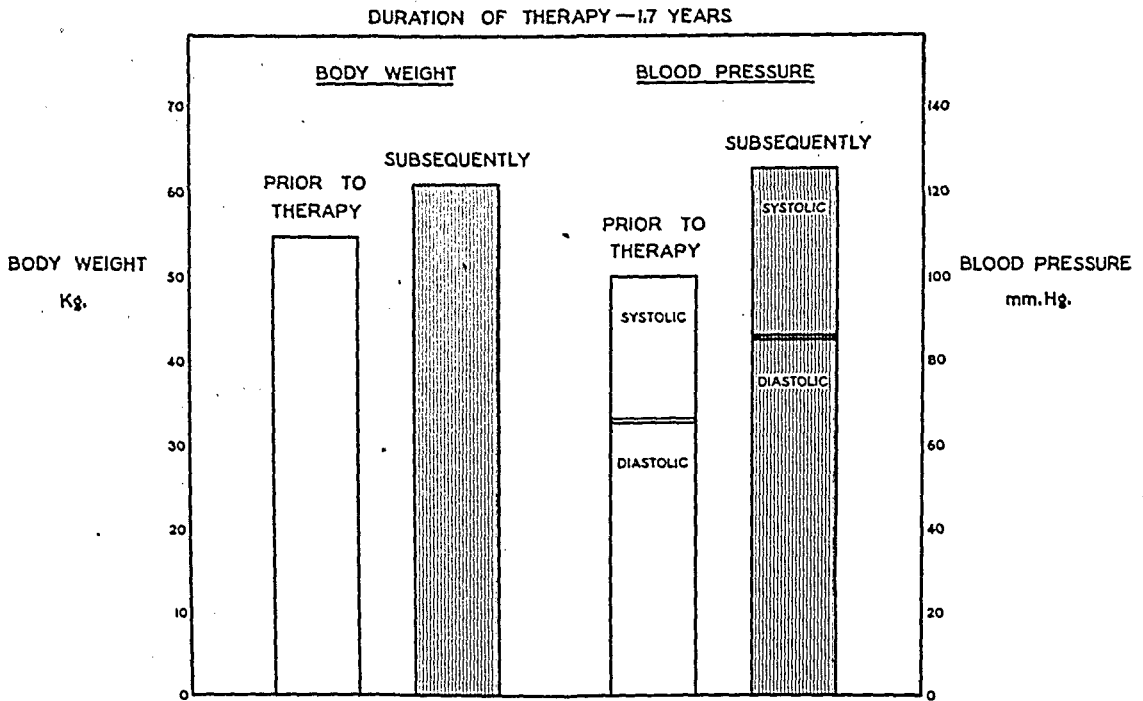 DURATION OF THERAPY—1.7 YEARS
BODY WEIGHT
BLOOD PRESSURE
70
140
SUBSEQUENTLY
SUBSEQUENTLY
PRIOR TO
THERAPY
60
120
SYSTOLIC
PRIOR TO
THERAPY
BODY WEIGHT
Kg.
50
100
BLOOD PRESSURE
mm.Hg.
SYSTOLIC
40
80
DIASTOLIC
30
60
DIASTOLIC
20
40
10
20
0
0